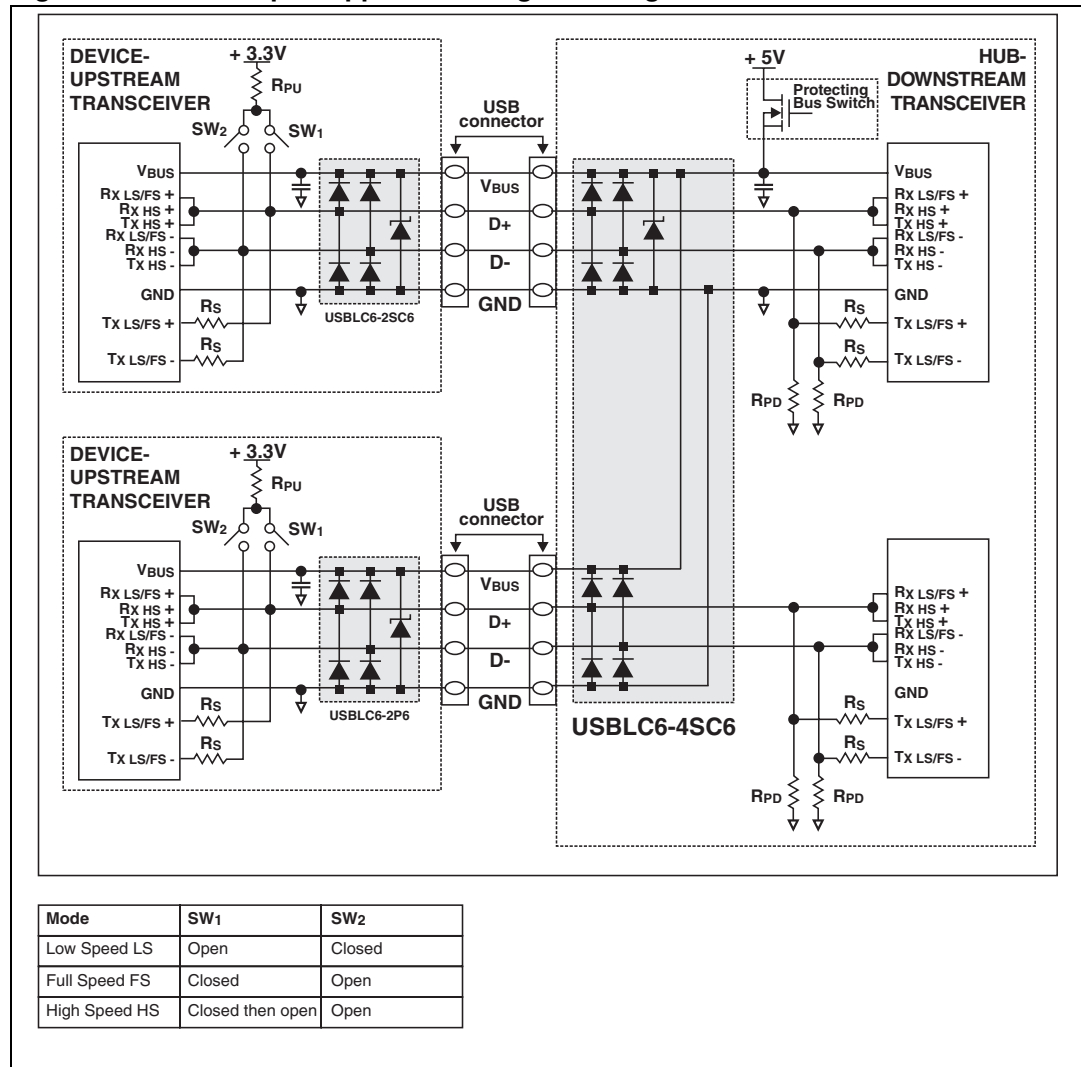 DEVICE-
UPSTREAM
TRANSCEIVER
+ 3.3V
RPU
SW2
SW1
VBUS
RX LS/FS +
RX HS +
TX HS +
RX LS/FS -
RX HS -
TX HS -
GND
TX LS/FS +
TX LS/FS -
RS
RS
USBLC6-2SC6
USB
connector
VBUS
D+
D-
GND
+ 5V
Protecting
Bus Switch
HUB-
DOWNSTREAM
TRANSCEIVER
VBUS
RX LS/FS +
RX HS +
TX HS +
RX LS/FS -
RX HS -
TX HS -
GND
TX LS/FS +
TX LS/FS -
RS
RS
RPD
RPD
DEVICE-
UPSTREAM
TRANSCEIVER
+ 3.3V
RPU
SW2
SW1
VBUS
RX LS/FS +
RX HS +
TX HS +
RX LS/FS -
RX HS -
TX HS -
GND
TX LS/FS +
TX LS/FS -
RS
RS
USBLC6-2P6
USB
connector
VBUS
D+
D-
GND
USBLC6-4SC6
RX LS/FS +
RX HS +
TX HS +
RX LS/FS -
RX HS -
TX HS -
GND
TX LS/FS +
TX LS/FS -
RS
RS
RPD
RPD
Mode SW1 SW2
Low Speed LS Open Closed
Full Speed FS Closed Open
High Speed HS Closed then open Open